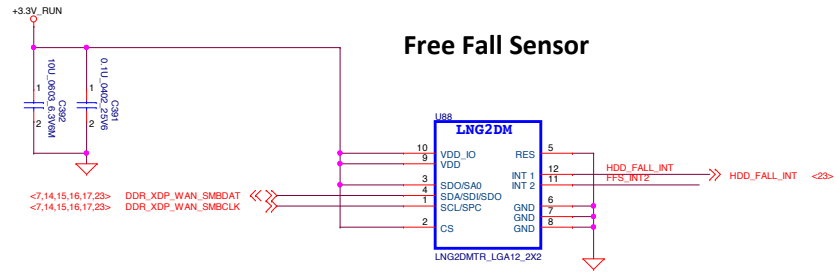 +3.3V_RUN
Free Fall Sensor
1
2
10U_0603_6.3V6M
C392
1
2
0.1U_0402_25V6
C391
U88
LNG2DM
10 VDD_IO
9 VDD
3 SDO/SA0
4 SDA/SDI/SDO
1 SCL/SPC
2 CS
RES 5
INT 1 12
INT 2 11
GND 6
GND 7
GND 8
LNG2DMTR_LGA12_2X2
<7,14,15,16,17,23> DDR_XDP_WAN_SMBDAT
<7,14,15,16,17,23> DDR_XDP_WAN_SMBCLK
HDD_FALL_INT
FFS_INT2
HDD_FALL_INT <23>